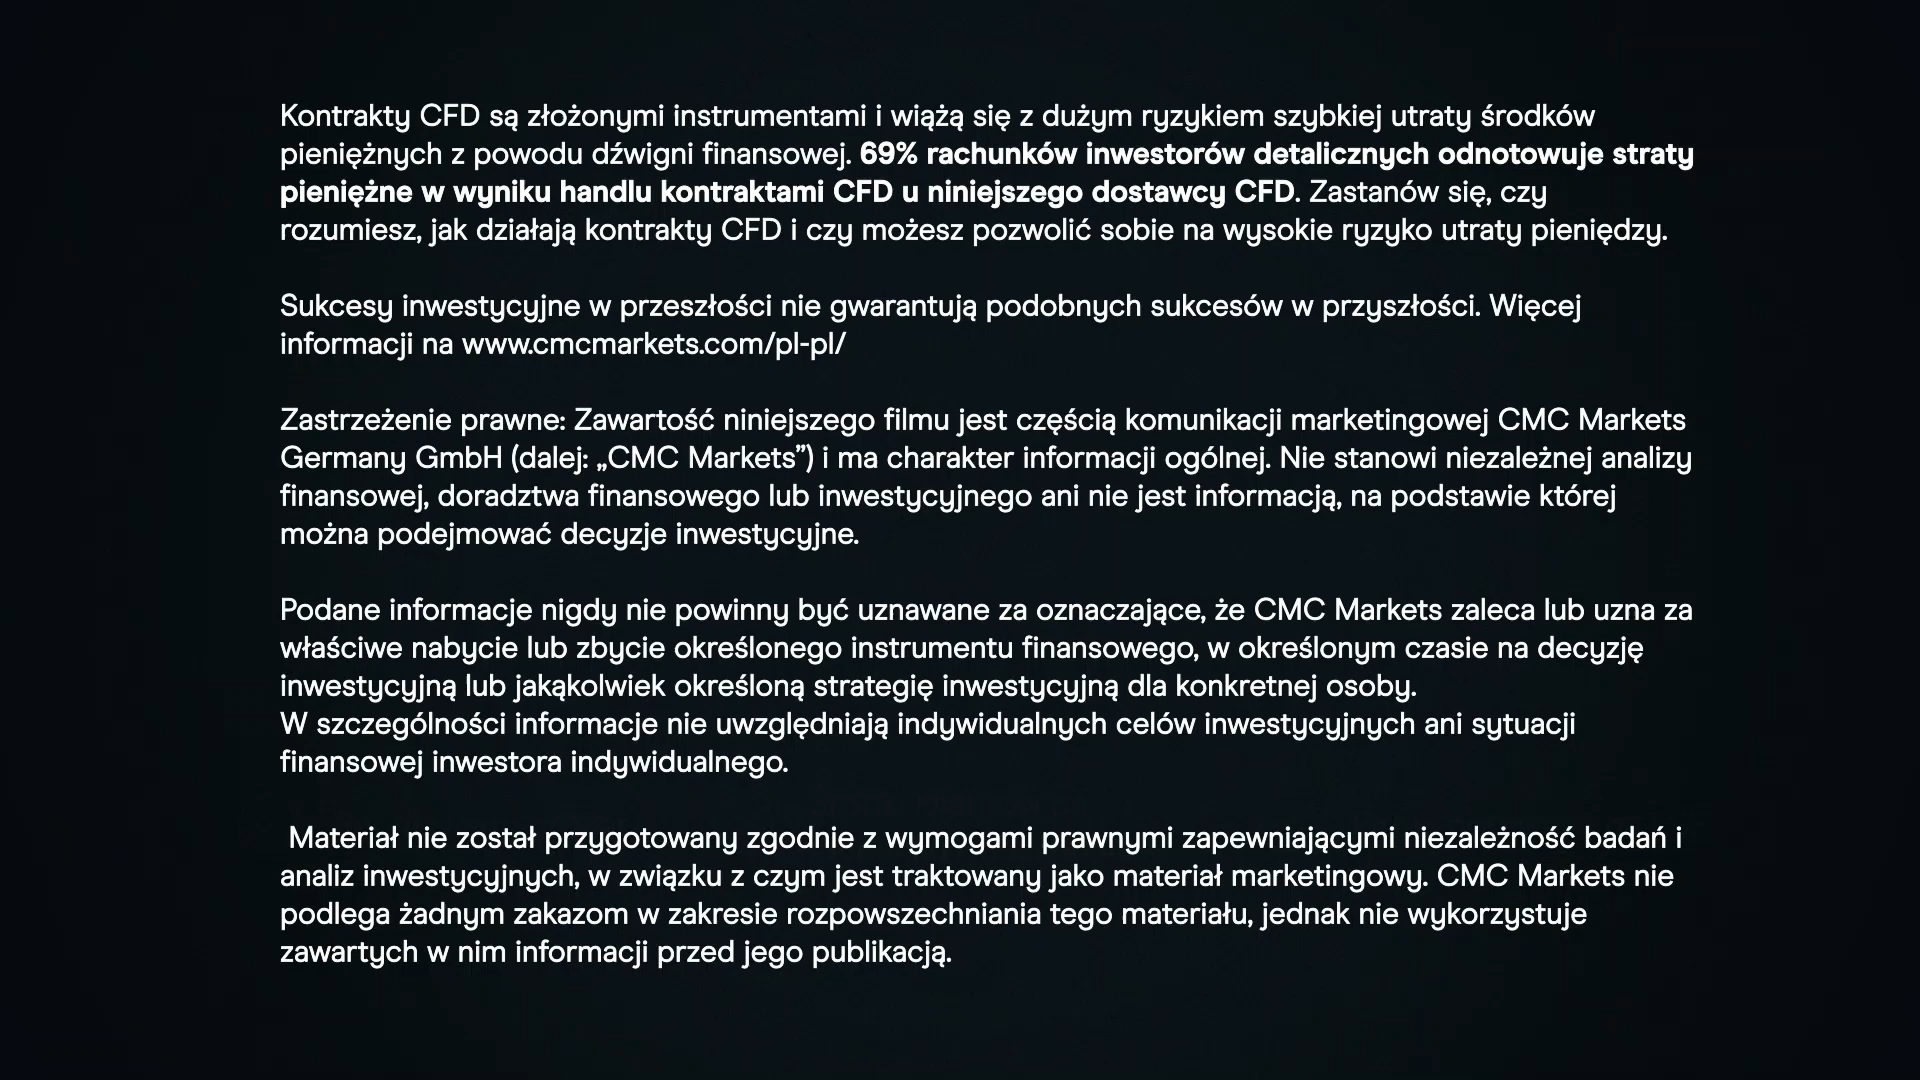 Kontrakty CFD są złożonymi instrumentami i wiążą się z dużym ryzykiem szybkiej utraty środków
pieniężnych z powodu dźwigni finansowej. 69% rachunków inwestorów detalicznych odnotowuje straty
pieniężne w wyniku handlu kontraktami CFD u niniejszego dostawcy CFD. Zastanów się, czy
rozumiesz, jak działają kontrakty CFD i czy możesz pozwolić sobie na wysokie ryzyko utraty pieniędzy.
Sukcesy inwestycyjne w przeszłości nie gwarantują podobnych sukcesów w przyszłości. Więcej
informacji na www.cmcmarkets.com/pl-pl/
Zastrzeżenie prawne: Zawartość niniejszego filmu jest częścią komunikacji marketingowej CMC Markets
Germany GmbH (dalej: „CMC Markets”) i ma charakter informacji ogólnej. Nie stanowi niezależnej analizy
finansowej, doradztwa finansowego lub inwestycyjnego ani nie jest informacją, na podstawie której
można podejmować decyzje inwestycyjne.
Podane informacje nigdy nie powinny być uznawane za oznaczające, że CMC Markets zaleca lub uzna za
właściwe nabycie lub zbycie określonego instrumentu finansowego, w określonym czasie na decyzję
inwestycyjną lub jakąkolwiek określoną strategię inwestycyjną dla konkretnej osoby.
W szczególności informacje nie uwzględniają indywidualnych celów inwestycyjnych ani sytuacji
finansowej inwestora indywidualnego.
Materiał nie został przygotowany zgodnie z wymogami prawnymi zapewniającymi niezależność badań i
analiz inwestycyjnych, w związku z czym jest traktowany jako materiał marketingowy. CMC Markets nie
podlega żadnym zakazom w zakresie rozpowszechniania tego materiału, jednak nie wykorzystuje
zawartych w nim informacji przed jego publikacją.